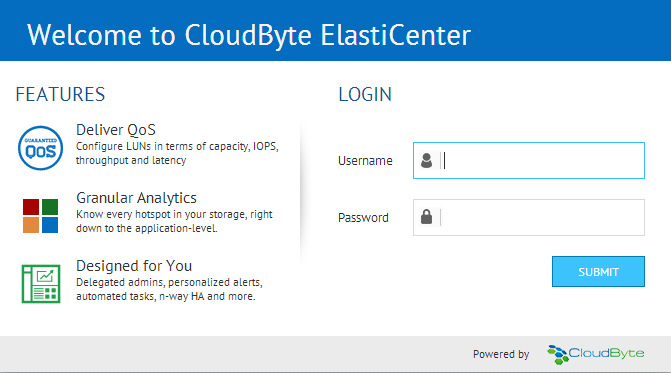 Welcome to CloudByte ElastiCenter
FEATURES
GUARANTEED
QoS
Deliver QoS
Configure LUNs in terms of capacity, IOPS,
throughput and latency
Granular Analytics
Know every hotspot in your storage, right
down to the application-level.
Designed for You
Delegated admins, personalized alerts,
automated tasks, n-way HA and more.
LOGIN
Username
Password
SUBMIT
Powered by
CloudByte